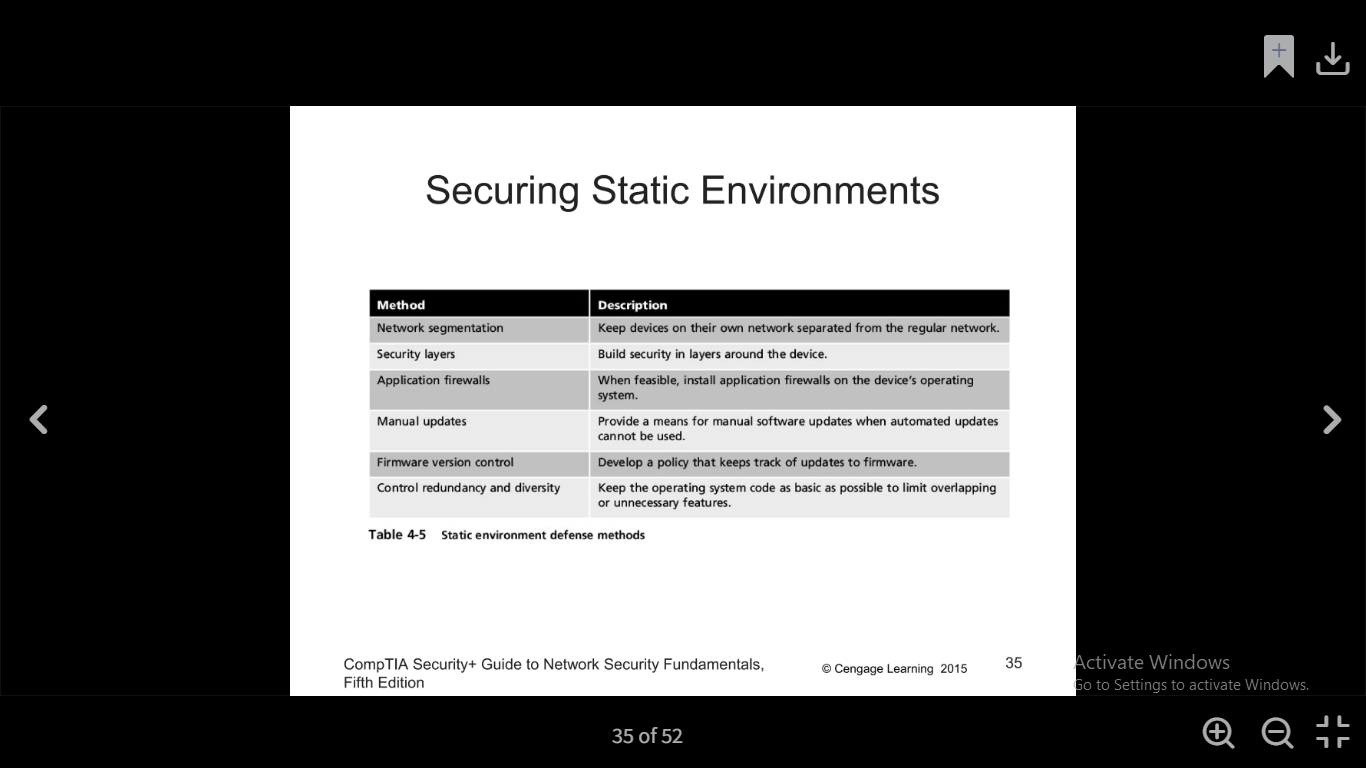 Securing Static Environments
Method Description
Network segmentation Keep devices on their own network separated from the regular network.
Security layers Build security in layers around the device.
Application firewalls When feasible, install application firewalls on the device's operating
system.
Manual updates Provide a means for manual software updates when automated updates
cannot be used.
Firmware version control Develop a policy that keeps track of updates to firmware.
Control redundancy and diversity Keep the operating system code as basic as possible to limit overlapping
or unnecessary features.
Table 4-5 Static environment defense methods
CompTIA Security+ Guide to Network Security Fundamentals,
Fifth Edition
© Cengage Learning 2015
35
Activate Windows
Go to Settings to activate Windows.
35 of 52